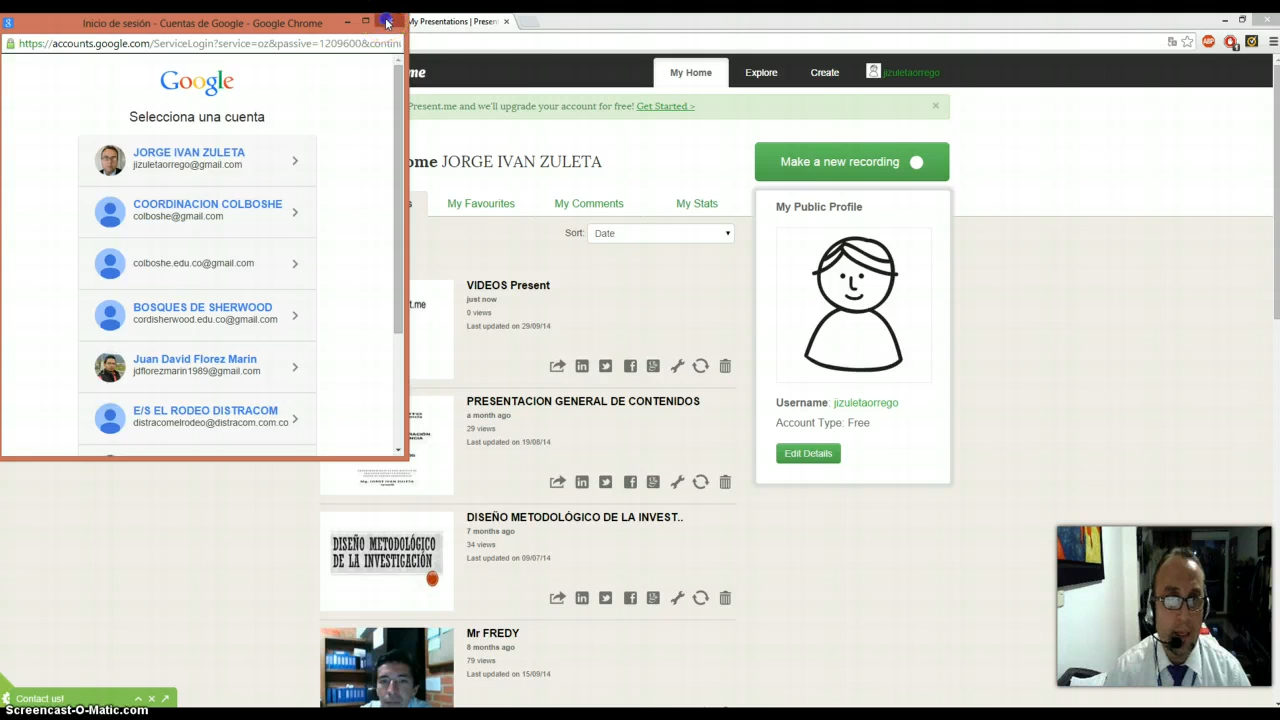 Inicio de sesión - Cuentas de Google - Google Chrome
https://accounts.google.com/ServiceLogin?service=oz&passive=1209600&continu
Google
Selecciona una cuenta
JORGE IVAN ZULETA
jizuletaorrego@gmail.com
COORDINACION COLBOSHE
colboshe@gmail.com
colboshe.edu.co@gmail.com
BOSQUES DE SHERWOOD
cordisherwood.edu.co@gmail.com
Juan David Florez Marin
jdflorezmarin1989@gmail.com
E/S EL RODEO DISTRACOM
distracomelrodeo@distracom.com.co
My Presentations | Present
me
My Home
Explore
Create
jizuletaorrego
Present.me and we'll upgrade your account for free! Get Started >
ome JORGE IVAN ZULETA
Make a new recording
s
My Favourites
My Comments
My Stats
Sort:
Date
My Public Profile
Username: jizuletaorrego
Account Type: Free
Edit Details
t.me
VIDEOS Present
just now
0 views
Last updated on 29/09/14
PRESENTACION GENERAL DE CONTENIDOS
a month ago
29 views
Last updated on 19/08/14
Mg. JORGE IVAN ZULETA
DISEÑO METODOLÓGICO
DE LA INVESTIGACIÓN
DISEÑO METODOLÓGICO DE LA INVEST..
7 months ago
34 views
Last updated on 09/07/14
Mr FREDY
8 months ago
79 views
Last updated on 15/09/14
ABP
Contact us!
Screencast-O-Matic.com